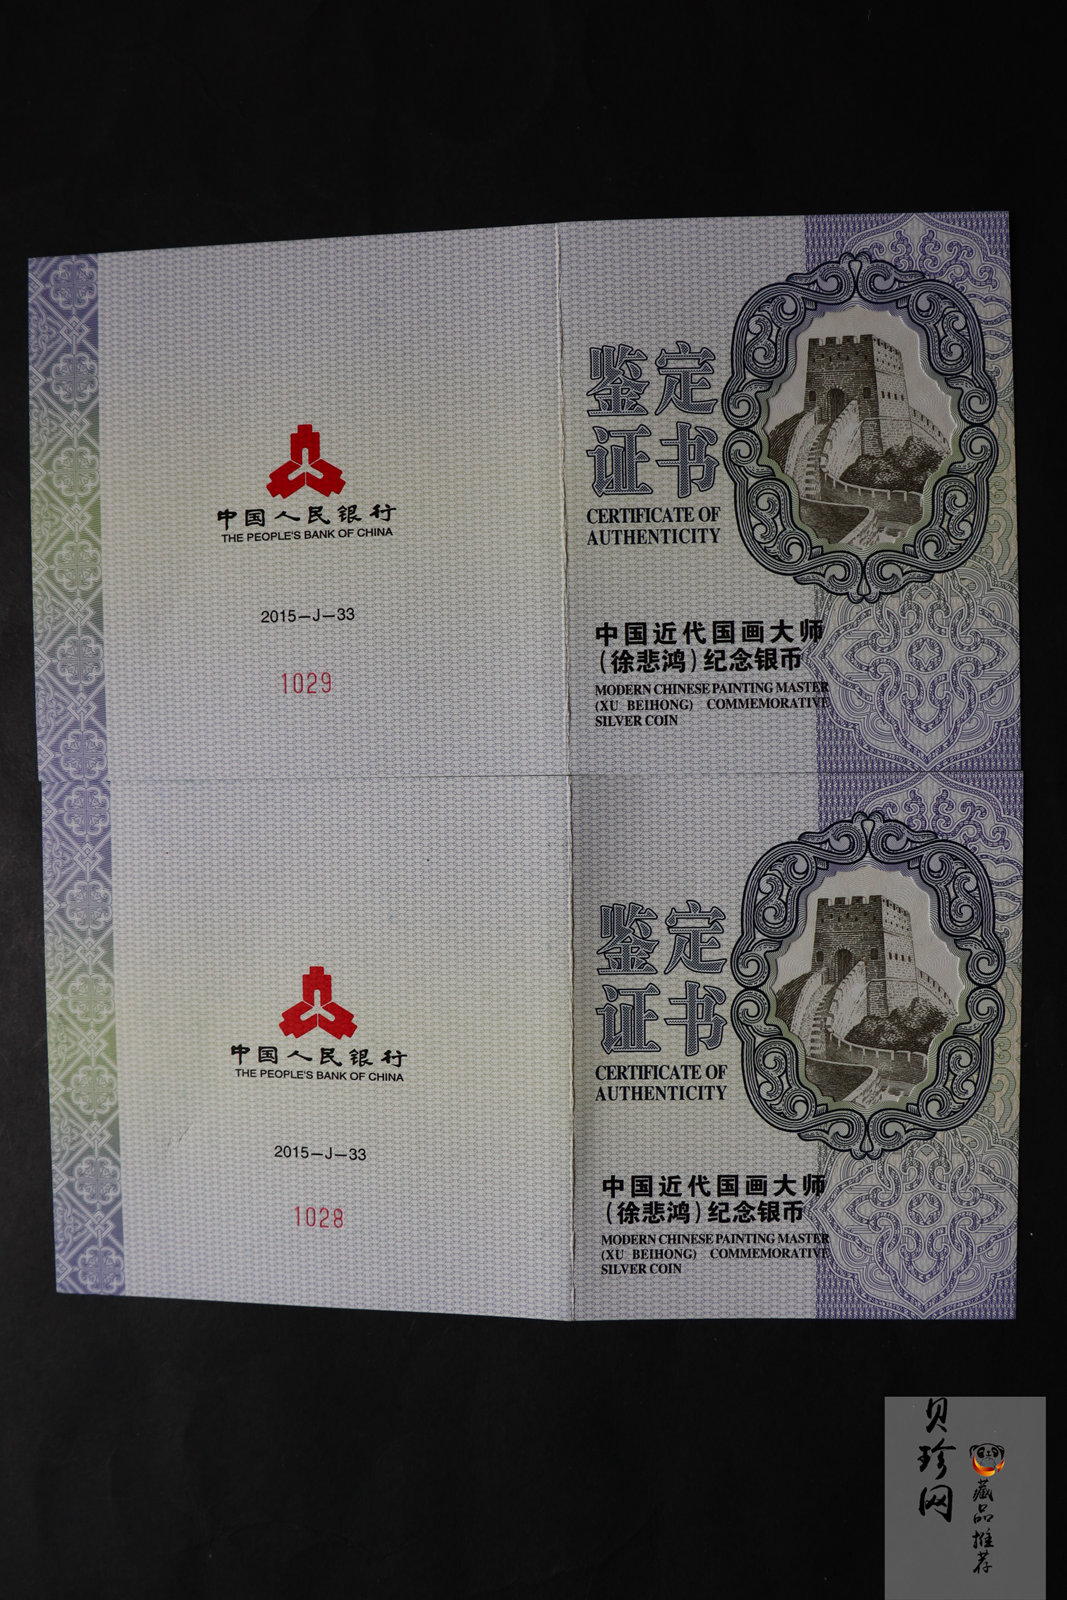 中国人民银行
THE PEOPLE'S BANK OF CHINA
2015－J－33
1029
鉴定
证书
CERTIFICATE OF
AUTHENTICITY
中国近代国画大师
（徐悲鸿）纪念银币
MODERN CHINESE PAINTING MASTER
(XU BEIHONG) COMMEMORATIVE
SILVER COIN
中国人民银行
THE PEOPLE'S BANK OF CHINA
2015－J－33
1028
鉴定
证书
CERTIFICATE OF
AUTHENTICITY
中国近代国画大师
（徐悲鸿）纪念银币
MODERN CHINESE PAINTING MASTER
(XU BEIHONG) COMMEMORATIVE
SILVER COIN
贝珍网
藏品推荐